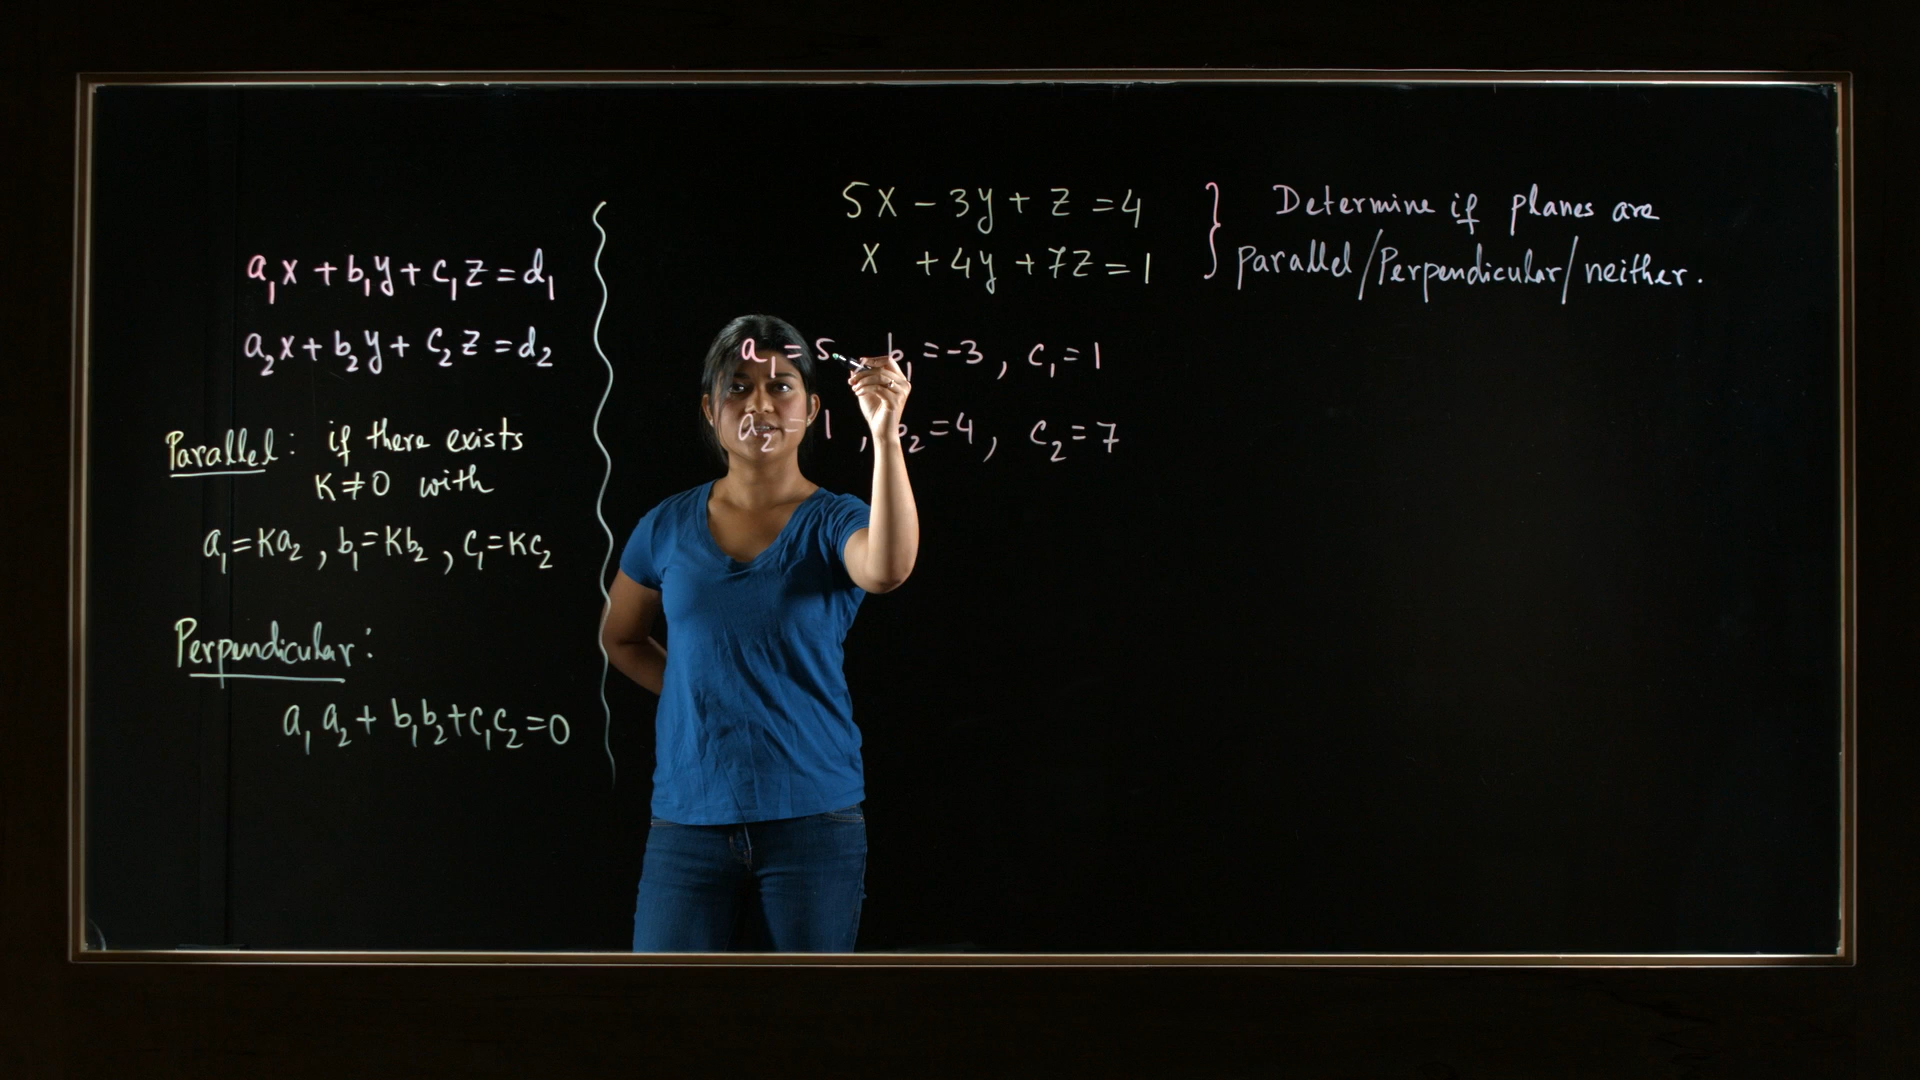 a₁x + b₁y + c₁z = d₁
a₂x + b₂y + c₂z = d₂
Parallel: if there exists
K ≠ 0 with
a₁ = Ka₂, b₁ = Kb₂, c₁ = Kc₂
Perpendicular:
a₁a₂ + b₁b₂ + c₁c₂ = 0
5x − 3y + z = 4
x + 4y + 7z = 1
} Determine if planes are
parallel/Perpendicular/neither.
a₁ = 5, b₁ = -3, c₁ = 1
a₂ = 1, b₂ = 4, c₂ = 7